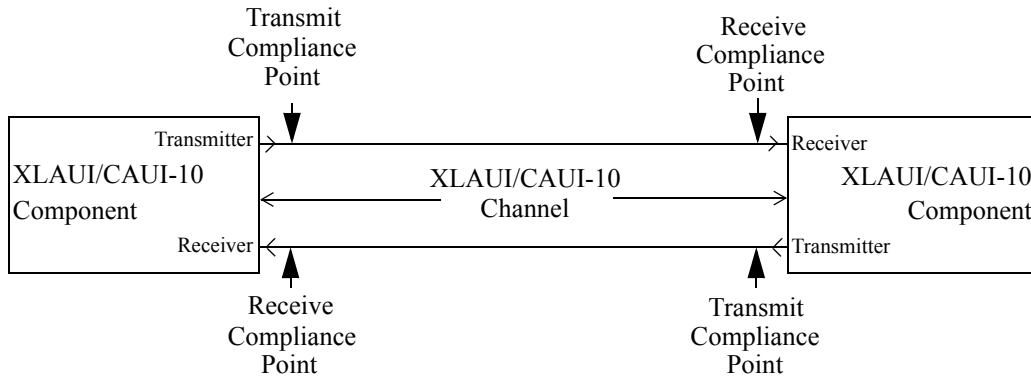 Transmit
Compliance
Point
Receive
Compliance
Point
Transmitter
Receiver
XLAUI/CAUI-10
Component
XLAUI/CAUI-10
Channel
XLAUI/CAUI-10
Component
Receiver
Transmitter
Receive
Compliance
Point
Transmit
Compliance
Point